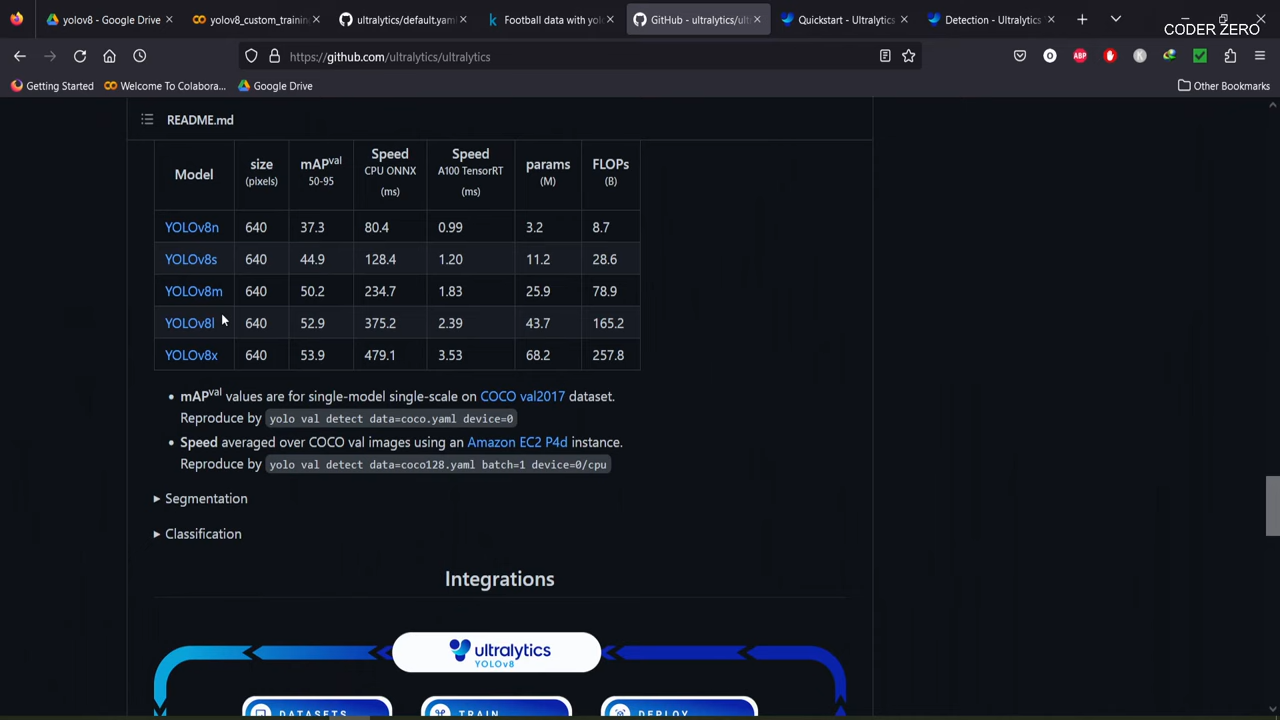 yolov8 - Google Drive
yolov8_custom_trainin
ultralytics/default.yaml
Football data with yolo
GitHub - ultralytics/ult
Quickstart - Ultralytics
Detection - Ultralytics
CODER ZERO
https://github.com/ultralytics/ultralytics
Getting Started
Welcome To Colabora...
Google Drive
Other Bookmarks
README.md
Model size (pixels) mAPval 50-95 Speed CPU ONNX (ms) Speed A100 TensorRT (ms) params (M) FLOPs (B)
YOLOv8n 640 37.3 80.4 0.99 3.2 8.7
YOLOv8s 640 44.9 128.4 1.20 11.2 28.6
YOLOv8m 640 50.2 234.7 1.83 25.9 78.9
YOLOv8l 640 52.9 375.2 2.39 43.7 165.2
YOLOv8x 640 53.9 479.1 3.53 68.2 257.8
• mAPval values are for single-model single-scale on COCO val2017 dataset.
Reproduce by yolo val detect data=coco.yaml device=0
• Speed averaged over COCO val images using an Amazon EC2 P4d instance.
Reproduce by yolo val detect data=coco128.yaml batch=1 device=0/cpu
Segmentation
Classification
Integrations
ultralytics
YOLOv8
DATASETS
TRAIN
DEPLOY